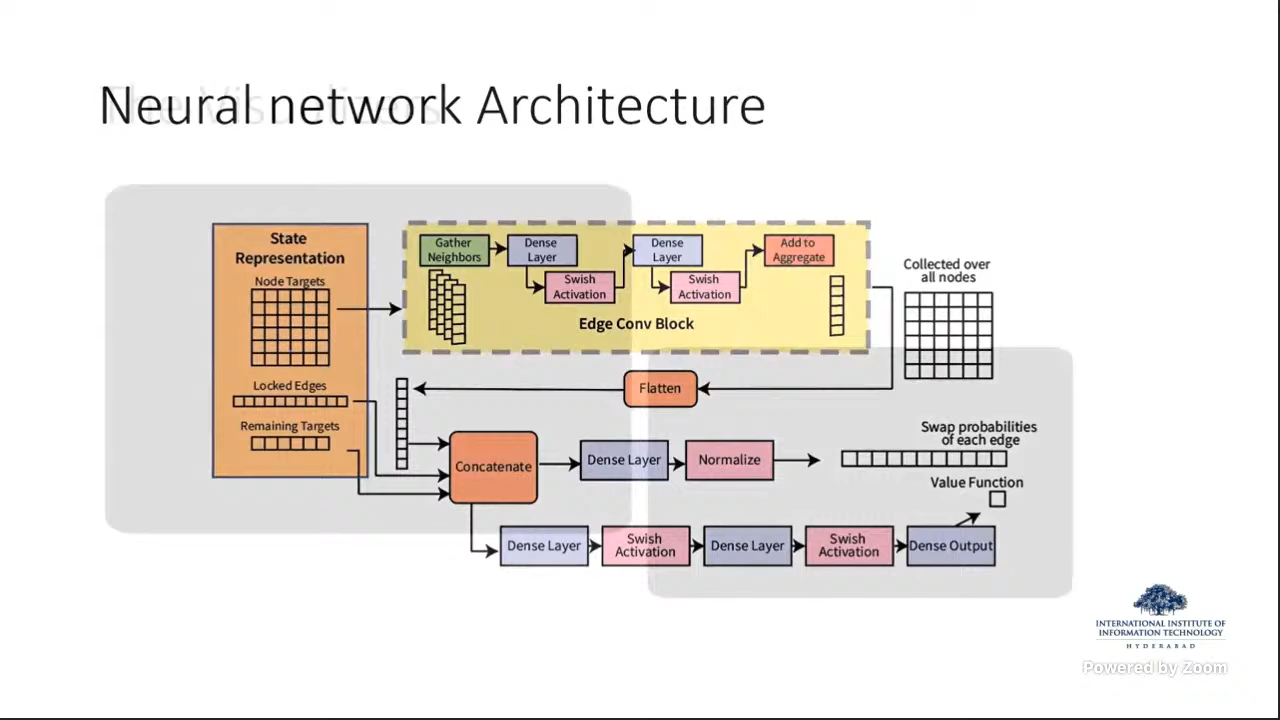 Neural network Architecture
State
Representation
Node Targets
Locked Edges
Remaining Targets
Gather
Neighbors
Dense
Layer
Swish
Activation
Dense
Layer
Swish
Activation
Add to
Aggregate
Edge Conv Block
Collected over
all nodes
Flatten
Concatenate
Dense Layer
Normalize
Swap probabilities
of each edge
Value Function
Dense Layer
Swish
Activation
Dense Layer
Swish
Activation
Dense Output
INTERNATIONAL INSTITUTE OF
INFORMATION TECHNOLOGY
HYDERABAD
Powered by Zoom